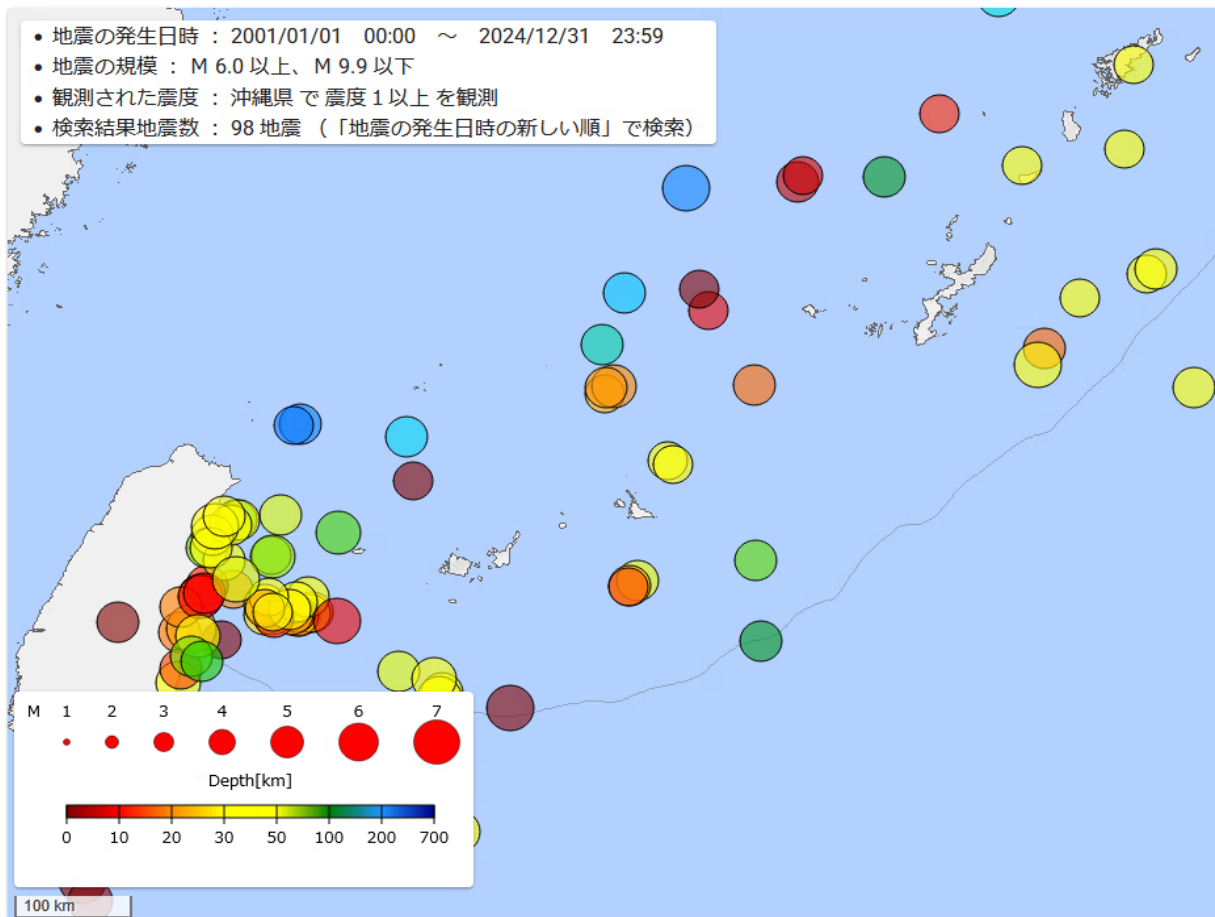 • 地震の発生日時 ： 2001/01/01　00:00　～　2024/12/31　23:59
• 地震の規模 ： M 6.0 以上、M 9.9 以下
• 観測された震度 ： 沖縄県 で 震度 1 以上 を観測
• 検索結果地震数 ： 98 地震 （「地震の発生日時の新しい順」で検索）
M 1 2 3 4 5 6 7
Depth[km]
0 10 20 30 50 100 200 700
100 km